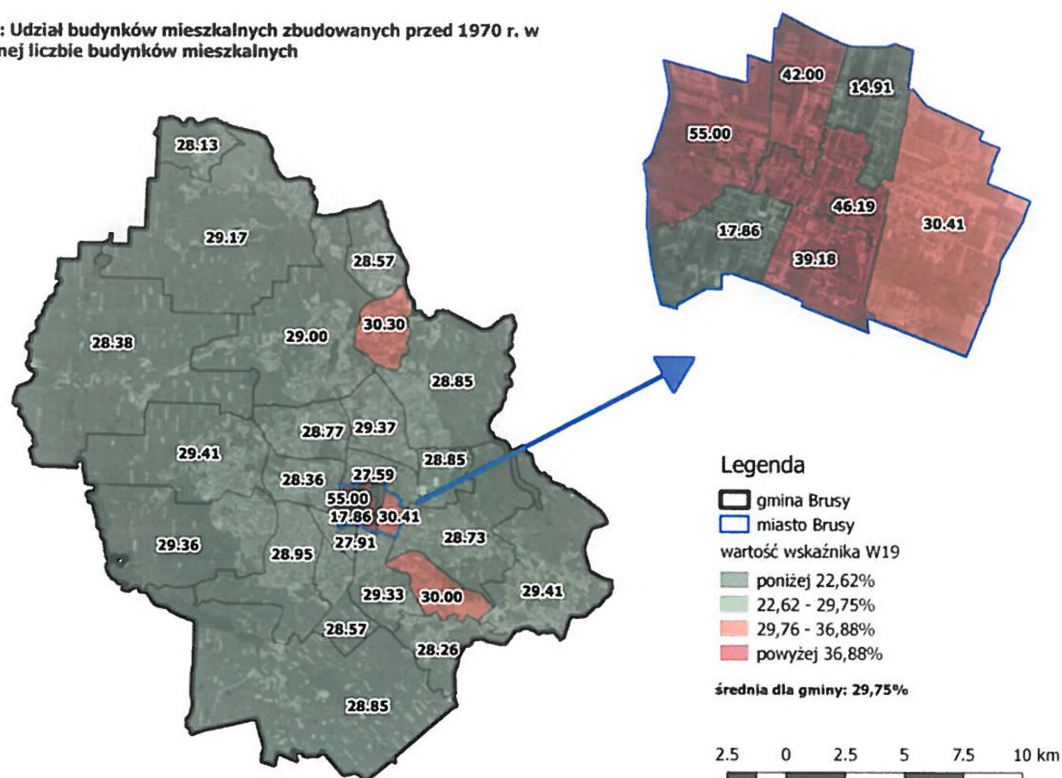 : Udział budynków mieszkalnych zbudowanych przed 1970 r. w
nej liczbie budynków mieszkalnych
42.00
14.91
55.00
46.19
30.41
17.86
39.18
28.13
29.17
28.57
30.30
28.38
29.00
28.85
28.77
29.37
29.41
28.85
28.36
27.59
55.00
17.86
30.41
27.91
28.73
29.36
28.95
29.33
30.00
29.41
28.57
28.26
28.85
Legenda
gmina Brusy
miasto Brusy
wartość wskaźnika W19
poniżej 22,62%
22,62 - 29,75%
29,76 - 36,88%
powyżej 36,88%
średnia dla gminy: 29,75%
2.5 0 2.5 5 7.5 10 km